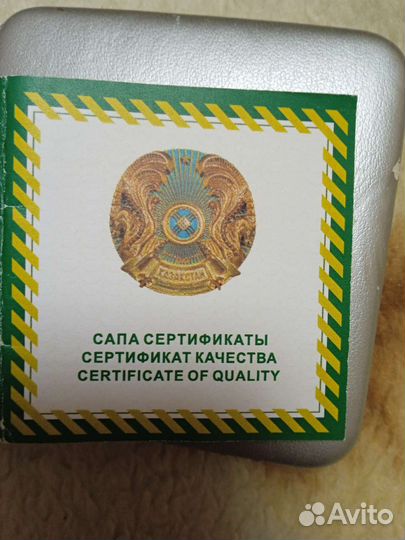 ҚАЗАҚСТАН
САПА СЕРТИФИКАТЫ
СЕРТИФИКАТ КАЧЕСТВА
CERTIFICATE OF QUALITY
Avito